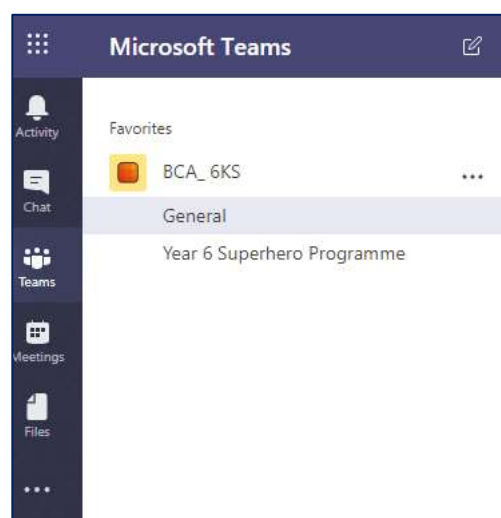 Microsoft Teams
Activity
Chat
Teams
Meetings
Files
Favorites
BCA_ 6KS
General
Year 6 Superhero Programme